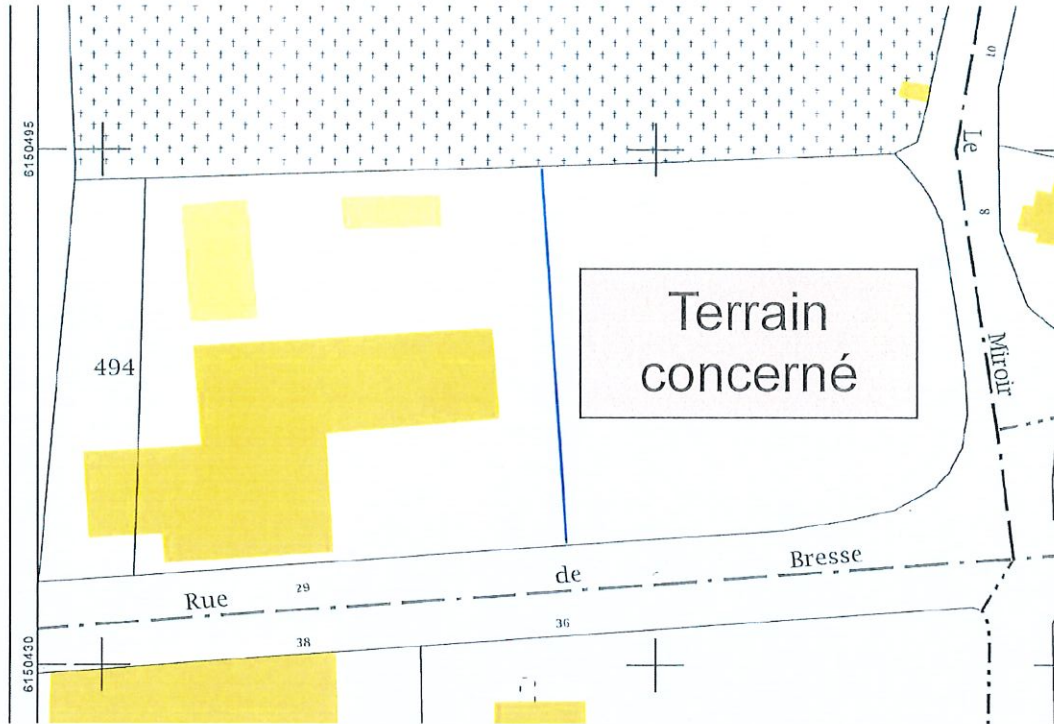 6150495
10
Le
8
Terrain
concerné
Miroir
494
Rue 29 de Bresse
38 36
6150430